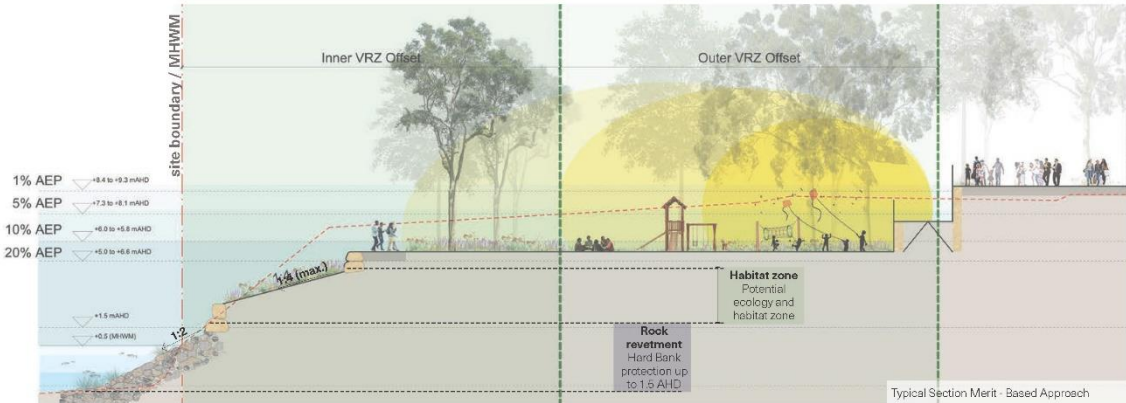 site boundary / MHWM
Inner VRZ Offset
Outer VRZ Offset
1% AEP
+8.4 to +9.3 mAHD
5% AEP
+7.3 to +8.1 mAHD
10% AEP
+6.0 to +5.8 mAHD
20% AEP
+5.0 to +6.6 mAHD
1:4 (max.)
+1.5 mAHD
1:2
+0.5 (MHWM)
Habitat zone
Potential
ecology and
habitat zone
Rock
revetment
Hard Bank
protection up
to 1.5 AHD
Typical Section Merit - Based Approach